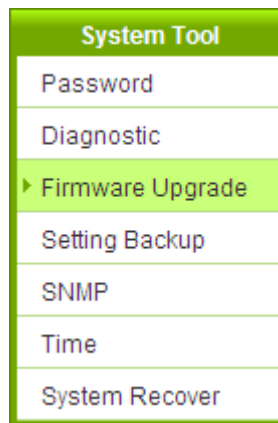 System Tool
Password
Diagnostic
Firmware Upgrade
Setting Backup
SNMP
Time
System Recover